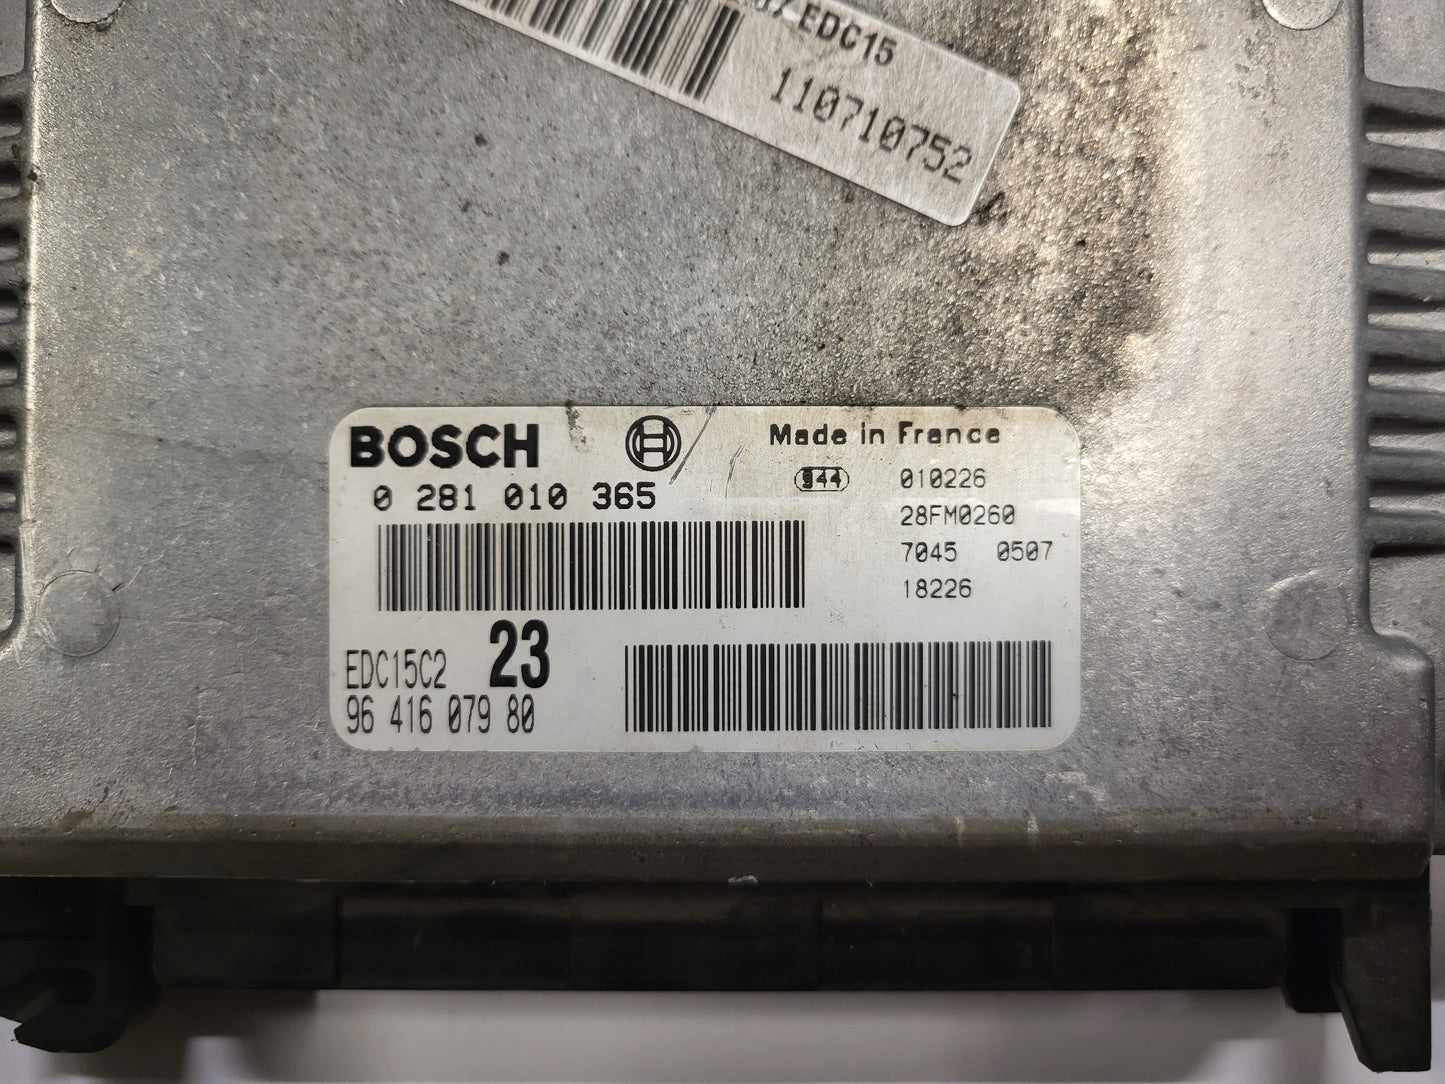 EDC15
110710752
BOSCH
Made in France
0 281 010 365
944
010226
28FM0260
7045 0507
18226
EDC15C2 23
96 416 079 80